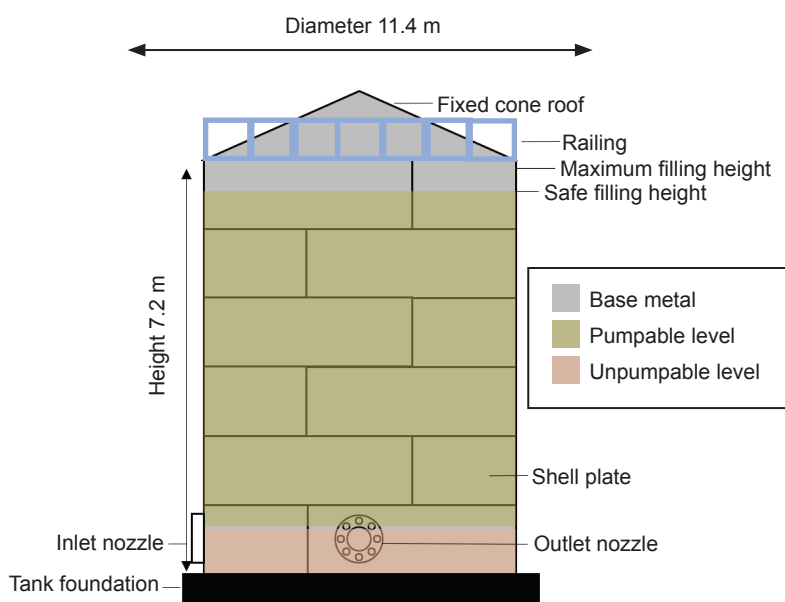 Diameter 11.4 m
Fixed cone roof
Railing
Maximum filling height
Safe filling height
Height 7.2 m
Base metal
Pumpable level
Unpumpable level
Shell plate
Inlet nozzle
Outlet nozzle
Tank foundation